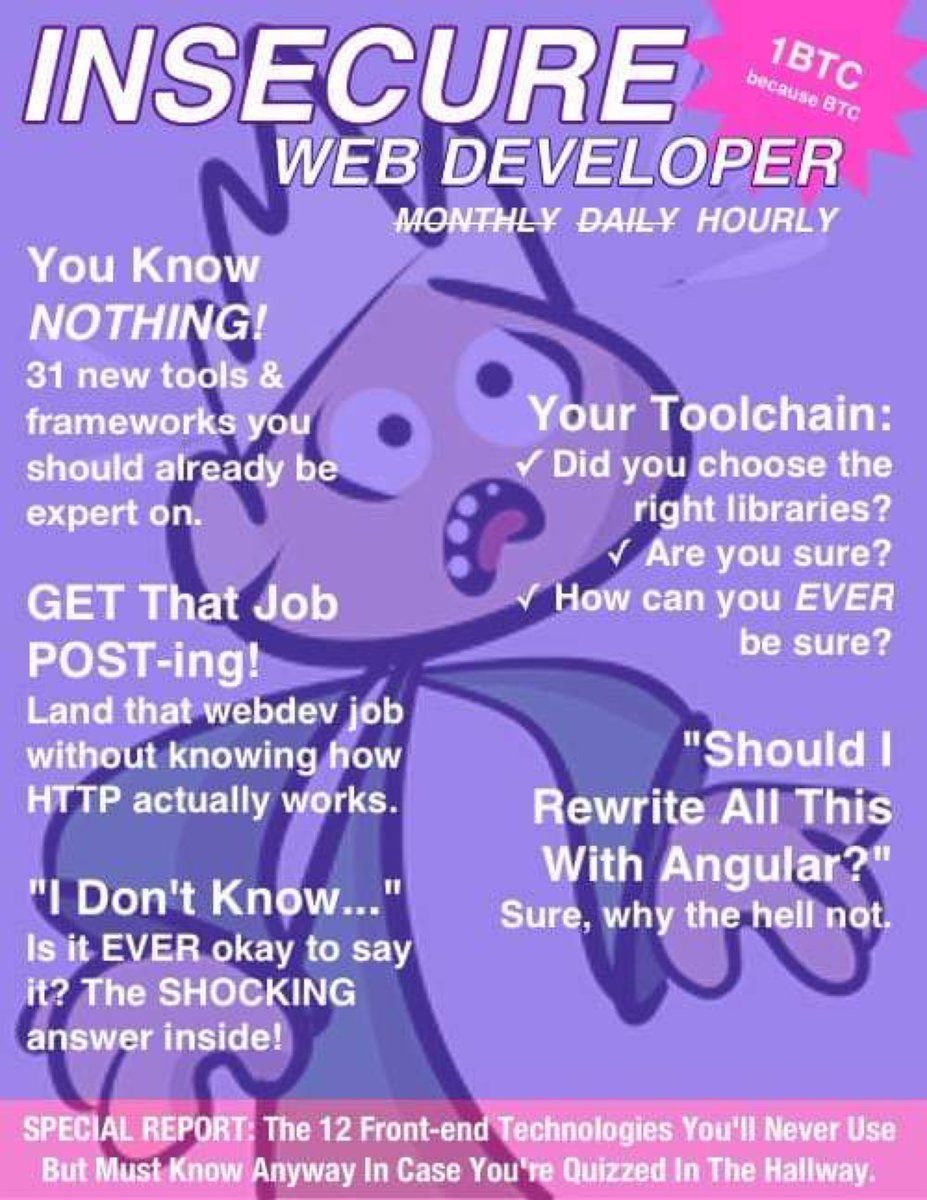 INSECURE
1BTC
because BTC
WEB DEVELOPER
MONTHLY DAILY HOURLY
You Know
NOTHING!
31 new tools &
frameworks you
should already be
expert on.
GET That Job
POST-ing!
Land that webdev job
without knowing how
HTTP actually works.
"I Don't Know..."
Is it EVER okay to say
it? The SHOCKING
answer inside!
Your Toolchain:
✓ Did you choose the
right libraries?
✓ Are you sure?
✓ How can you EVER
be sure?
"Should I
Rewrite All This
With Angular?"
Sure, why the hell not.
SPECIAL REPORT: The 12 Front-end Technologies You'll Never Use
But Must Know Anyway In Case You're Quizzed In The Hallway.